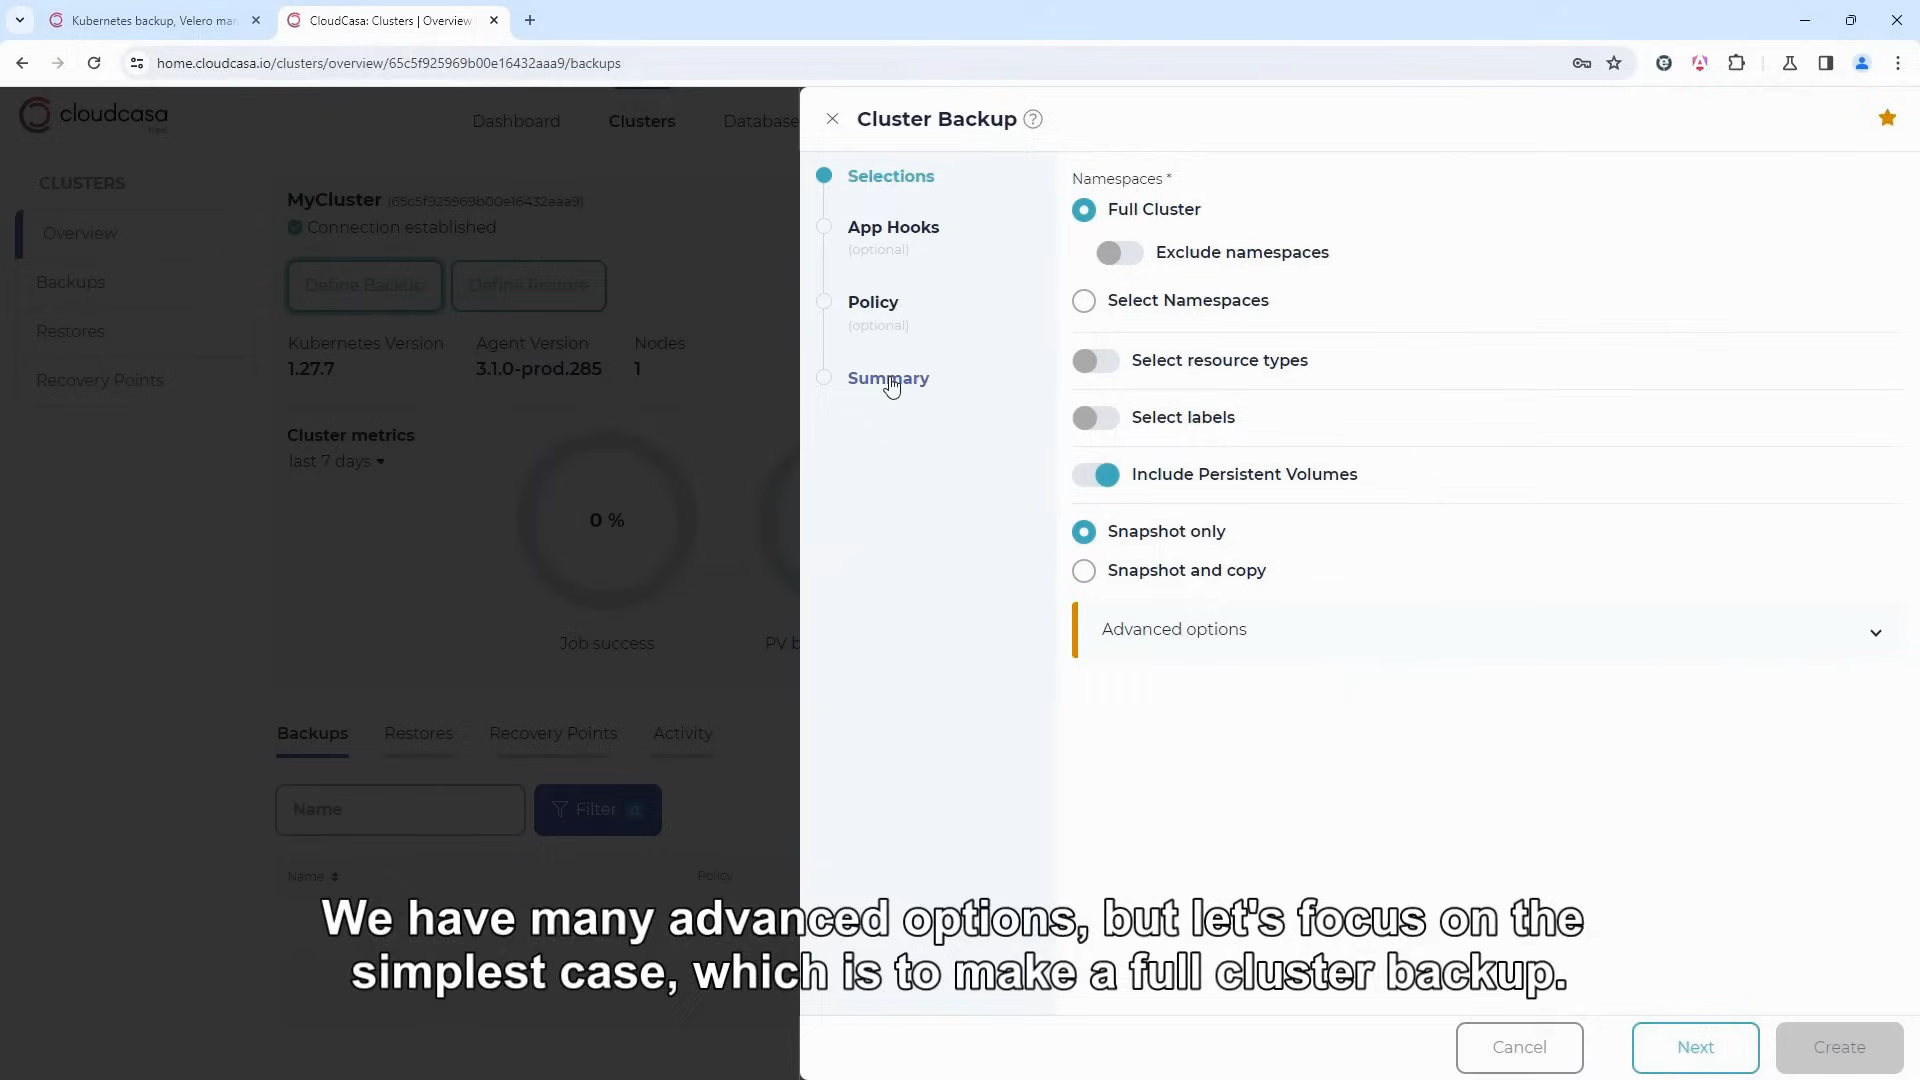 Kubernetes backup, Velero mar
CloudCasa: Clusters | Overview
home.cloudcasa.io/clusters/overview/65c5f925969b00e16432aaa9/backups
cloudcasa
free
Dashboard
Clusters
Database
CLUSTERS
Overview
Backups
Restores
Recovery Points
MyCluster (65c5f925969b00e16432aaa9)
Connection established
Define Backup
Define Restore
Kubernetes Version
Agent Version
Nodes
1.27.7
3.1.0-prod.285
1
Cluster metrics
last 7 days
0 %
Job success
PV b
Backups
Restores
Recovery Points
Activity
Name
Filter
Name
Policy
Cluster Backup ?
Selections
App Hooks
(optional)
Policy
(optional)
Summary
Namespaces *
Full Cluster
Exclude namespaces
Select Namespaces
Select resource types
Select labels
Include Persistent Volumes
Snapshot only
Snapshot and copy
Advanced options
We have many advanced options, but let's focus on the
simplest case, which is to make a full cluster backup.
Cancel
Next
Create